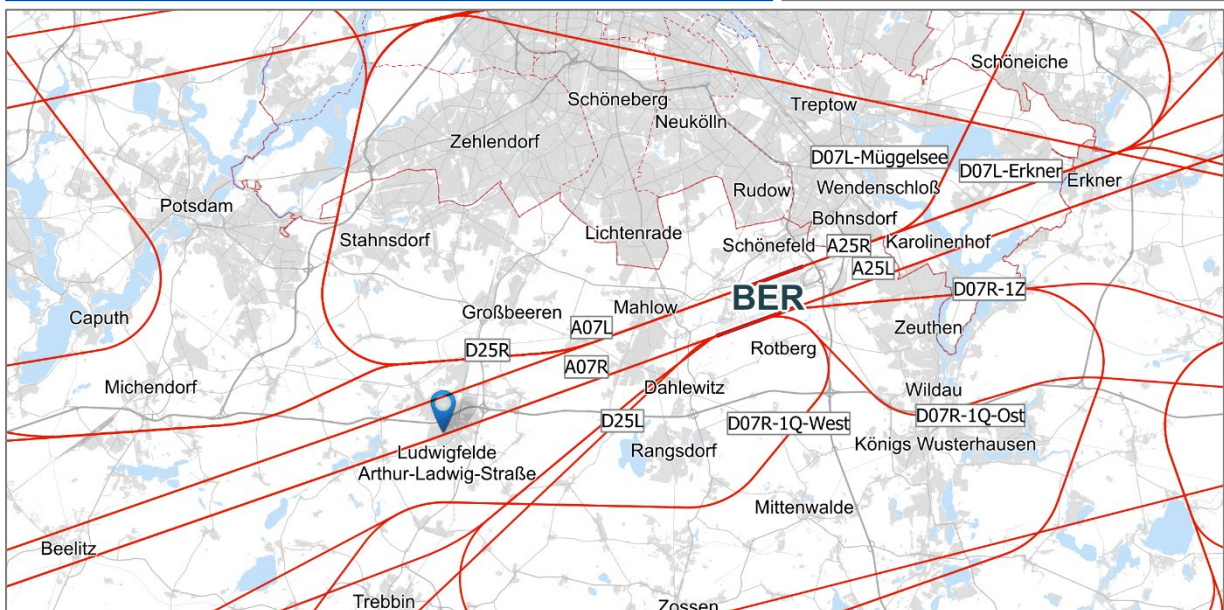 Schöneiche
Schöneberg
Treptow
Neukölln
Zehlendorf
D07L-Müggelsee
D07L-Erkner
Erkner
Rudow
Wendenschloß
Potsdam
Bohnsdorf
Stahnsdorf
Lichtenrade
Schönefeld
A25R
Karolinenhof
A25L
BER
D07R-1Z
Caputh
Großbeeren
Mahlow
A07L
Zeuthen
D25R
Rotberg
A07R
Michendorf
Dahlewitz
Wildau
D25L
D07R-1Q-West
D07R-1Q-Ost
Ludwigfelde
Arthur-Ladwig-Straße
Rangsdorf
Königs Wusterhausen
Mittenwalde
Beelitz
Trebbin
Zossen